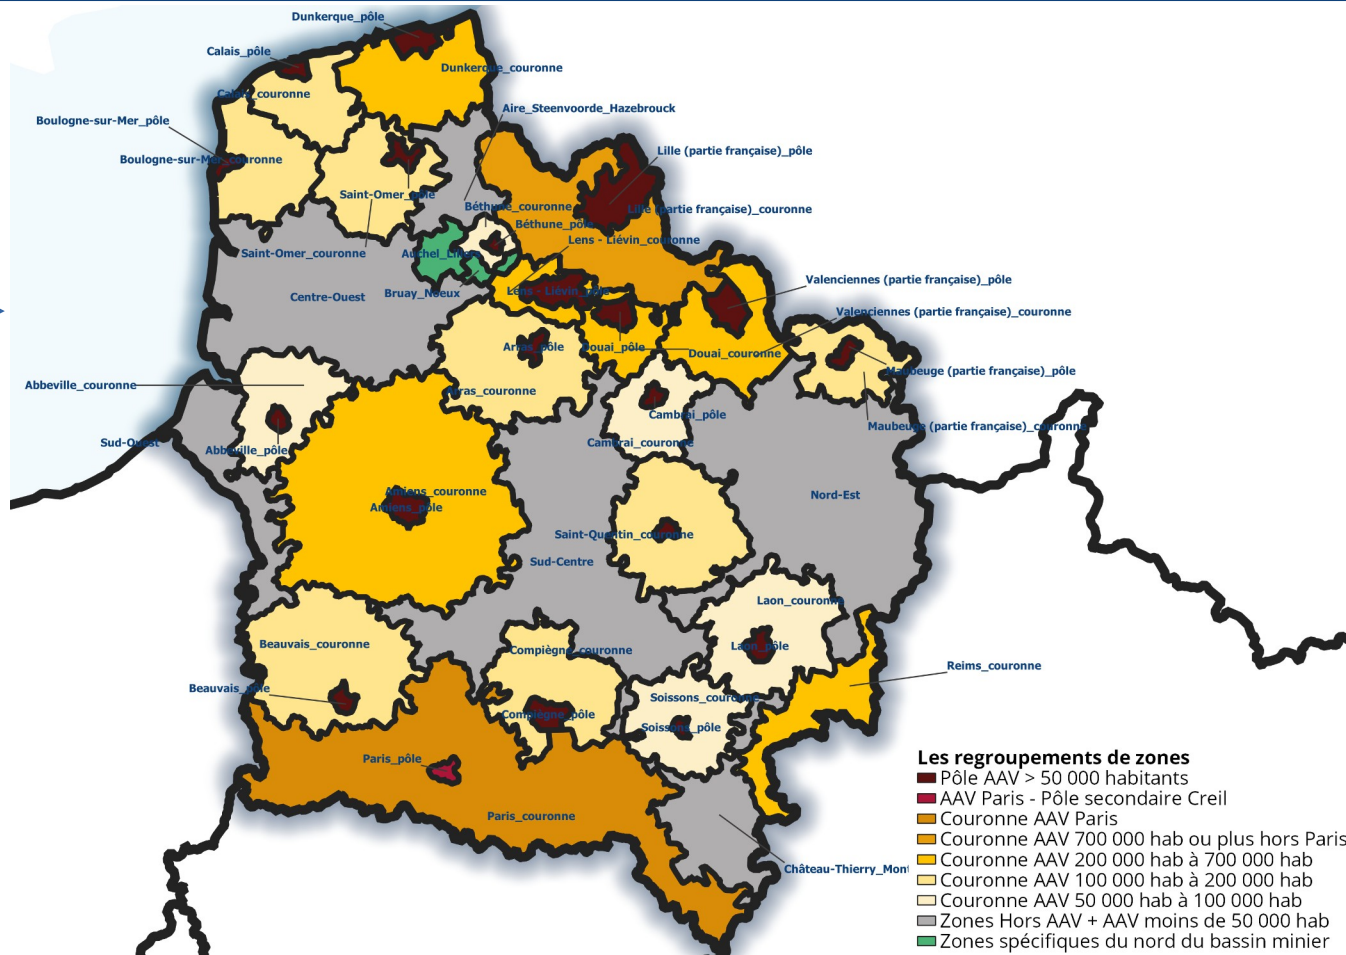 Dunkerque_pôle
Calais_pôle
Dunkerque_couronne
Calais_couronne
Aire_Steenvoorde_Hazebrouck
Boulogne-sur-Mer_pôle
Lille (partie française)_pôle
Boulogne-sur-Mer_couronne
Saint-Omer_pôle
Béthune_couronne
Lille (partie française)_couronne
Béthune_pôle
Lens - Liévin_couronne
Saint-Omer_couronne
Bruay_Noeux
Lens - Liévin_pôle
Valenciennes (partie française)_pôle
Centre-Ouest
Valenciennes (partie française)_couronne
Arras_pôle
Douai_pôle
Douai_couronne
Maubeuge (partie française)_pôle
Abbeville_couronne
Arras_couronne
Cambrai_pôle
Maubeuge (partie française)_couronne
Sud-Ouest
Abbeville_pôle
Cambrai_couronne
Amiens_couronne
Amiens_pôle
Nord-Est
Saint-Quentin_couronne
Sud-Centre
Laon_couronne
Beauvais_couronne
Compiègne_couronne
Laon_pôle
Reims_couronne
Beauvais_pôle
Soissons_couronne
Compiègne_pôle
Soissons_pôle
Paris_pôle
Paris_couronne
Château-Thierry_Mont
Les regroupements de zones
Pôle AAV > 50 000 habitants
AAV Paris - Pôle secondaire Creil
Couronne AAV Paris
Couronne AAV 700 000 hab ou plus hors Paris
Couronne AAV 200 000 hab à 700 000 hab
Couronne AAV 100 000 hab à 200 000 hab
Couronne AAV 50 000 hab à 100 000 hab
Zones Hors AAV + AAV moins de 50 000 hab
Zones spécifiques du nord du bassin minier